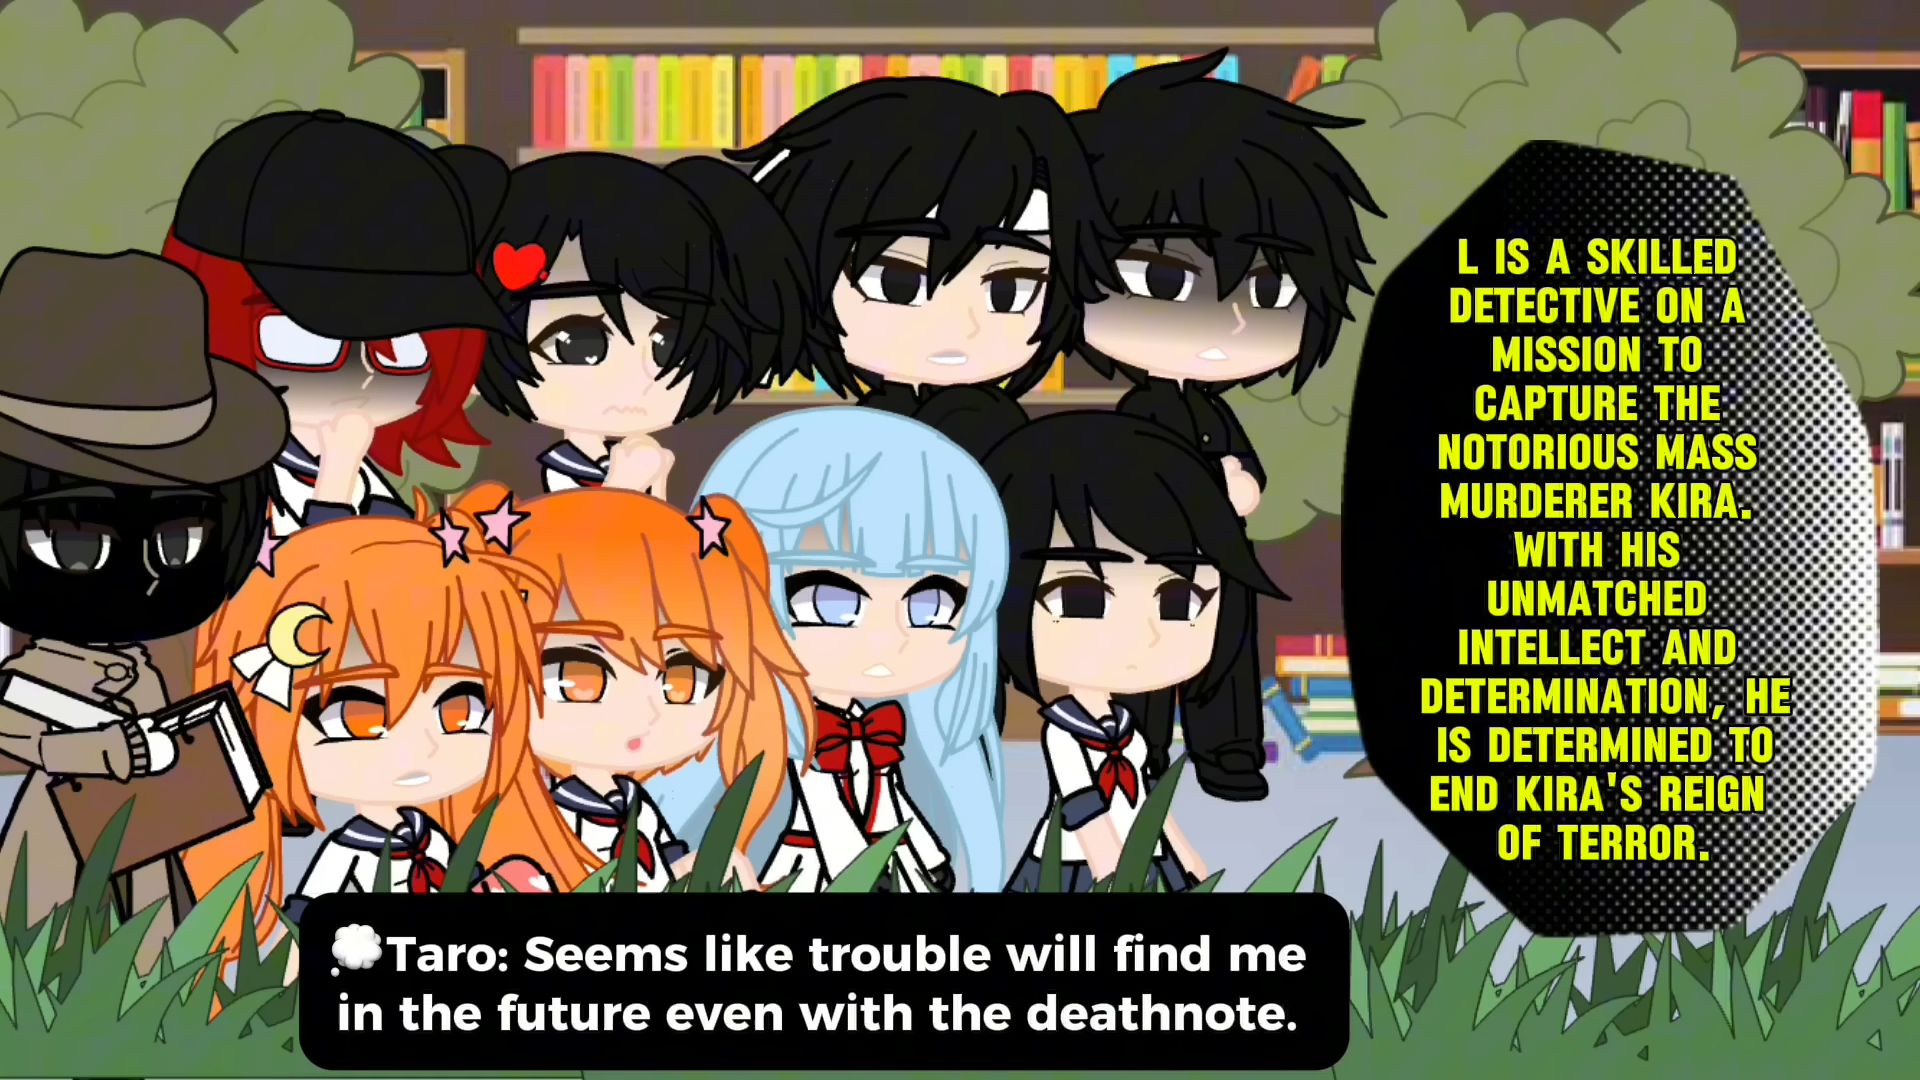 L IS A SKILLED
DETECTIVE ON A
MISSION TO
CAPTURE THE
NOTORIOUS MASS
MURDERER KIRA.
WITH HIS
UNMATCHED
INTELLECT AND
DETERMINATION, HE
IS DETERMINED TO
END KIRA'S REIGN
OF TERROR.
💭Taro: Seems like trouble will find me
in the future even with the deathnote.